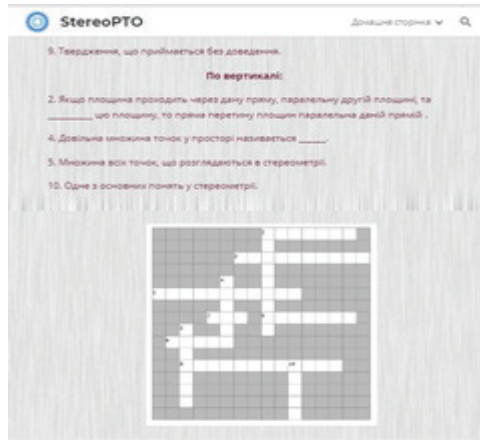 StereoPTO
Домашня сторінка
9. Твердження, що приймається без доведення.
По вертикалі:
2. Якщо площина проходить через дану пряму, паралельну другій площині, та
_______ цю площину, то пряма перетину площин паралельна даній прямій .
4. Довільна множина точок у просторі називається _____.
5. Множина всіх точок, що розглядаються в стереометрії.
10. Одне з основних понять у стереометрії.
10